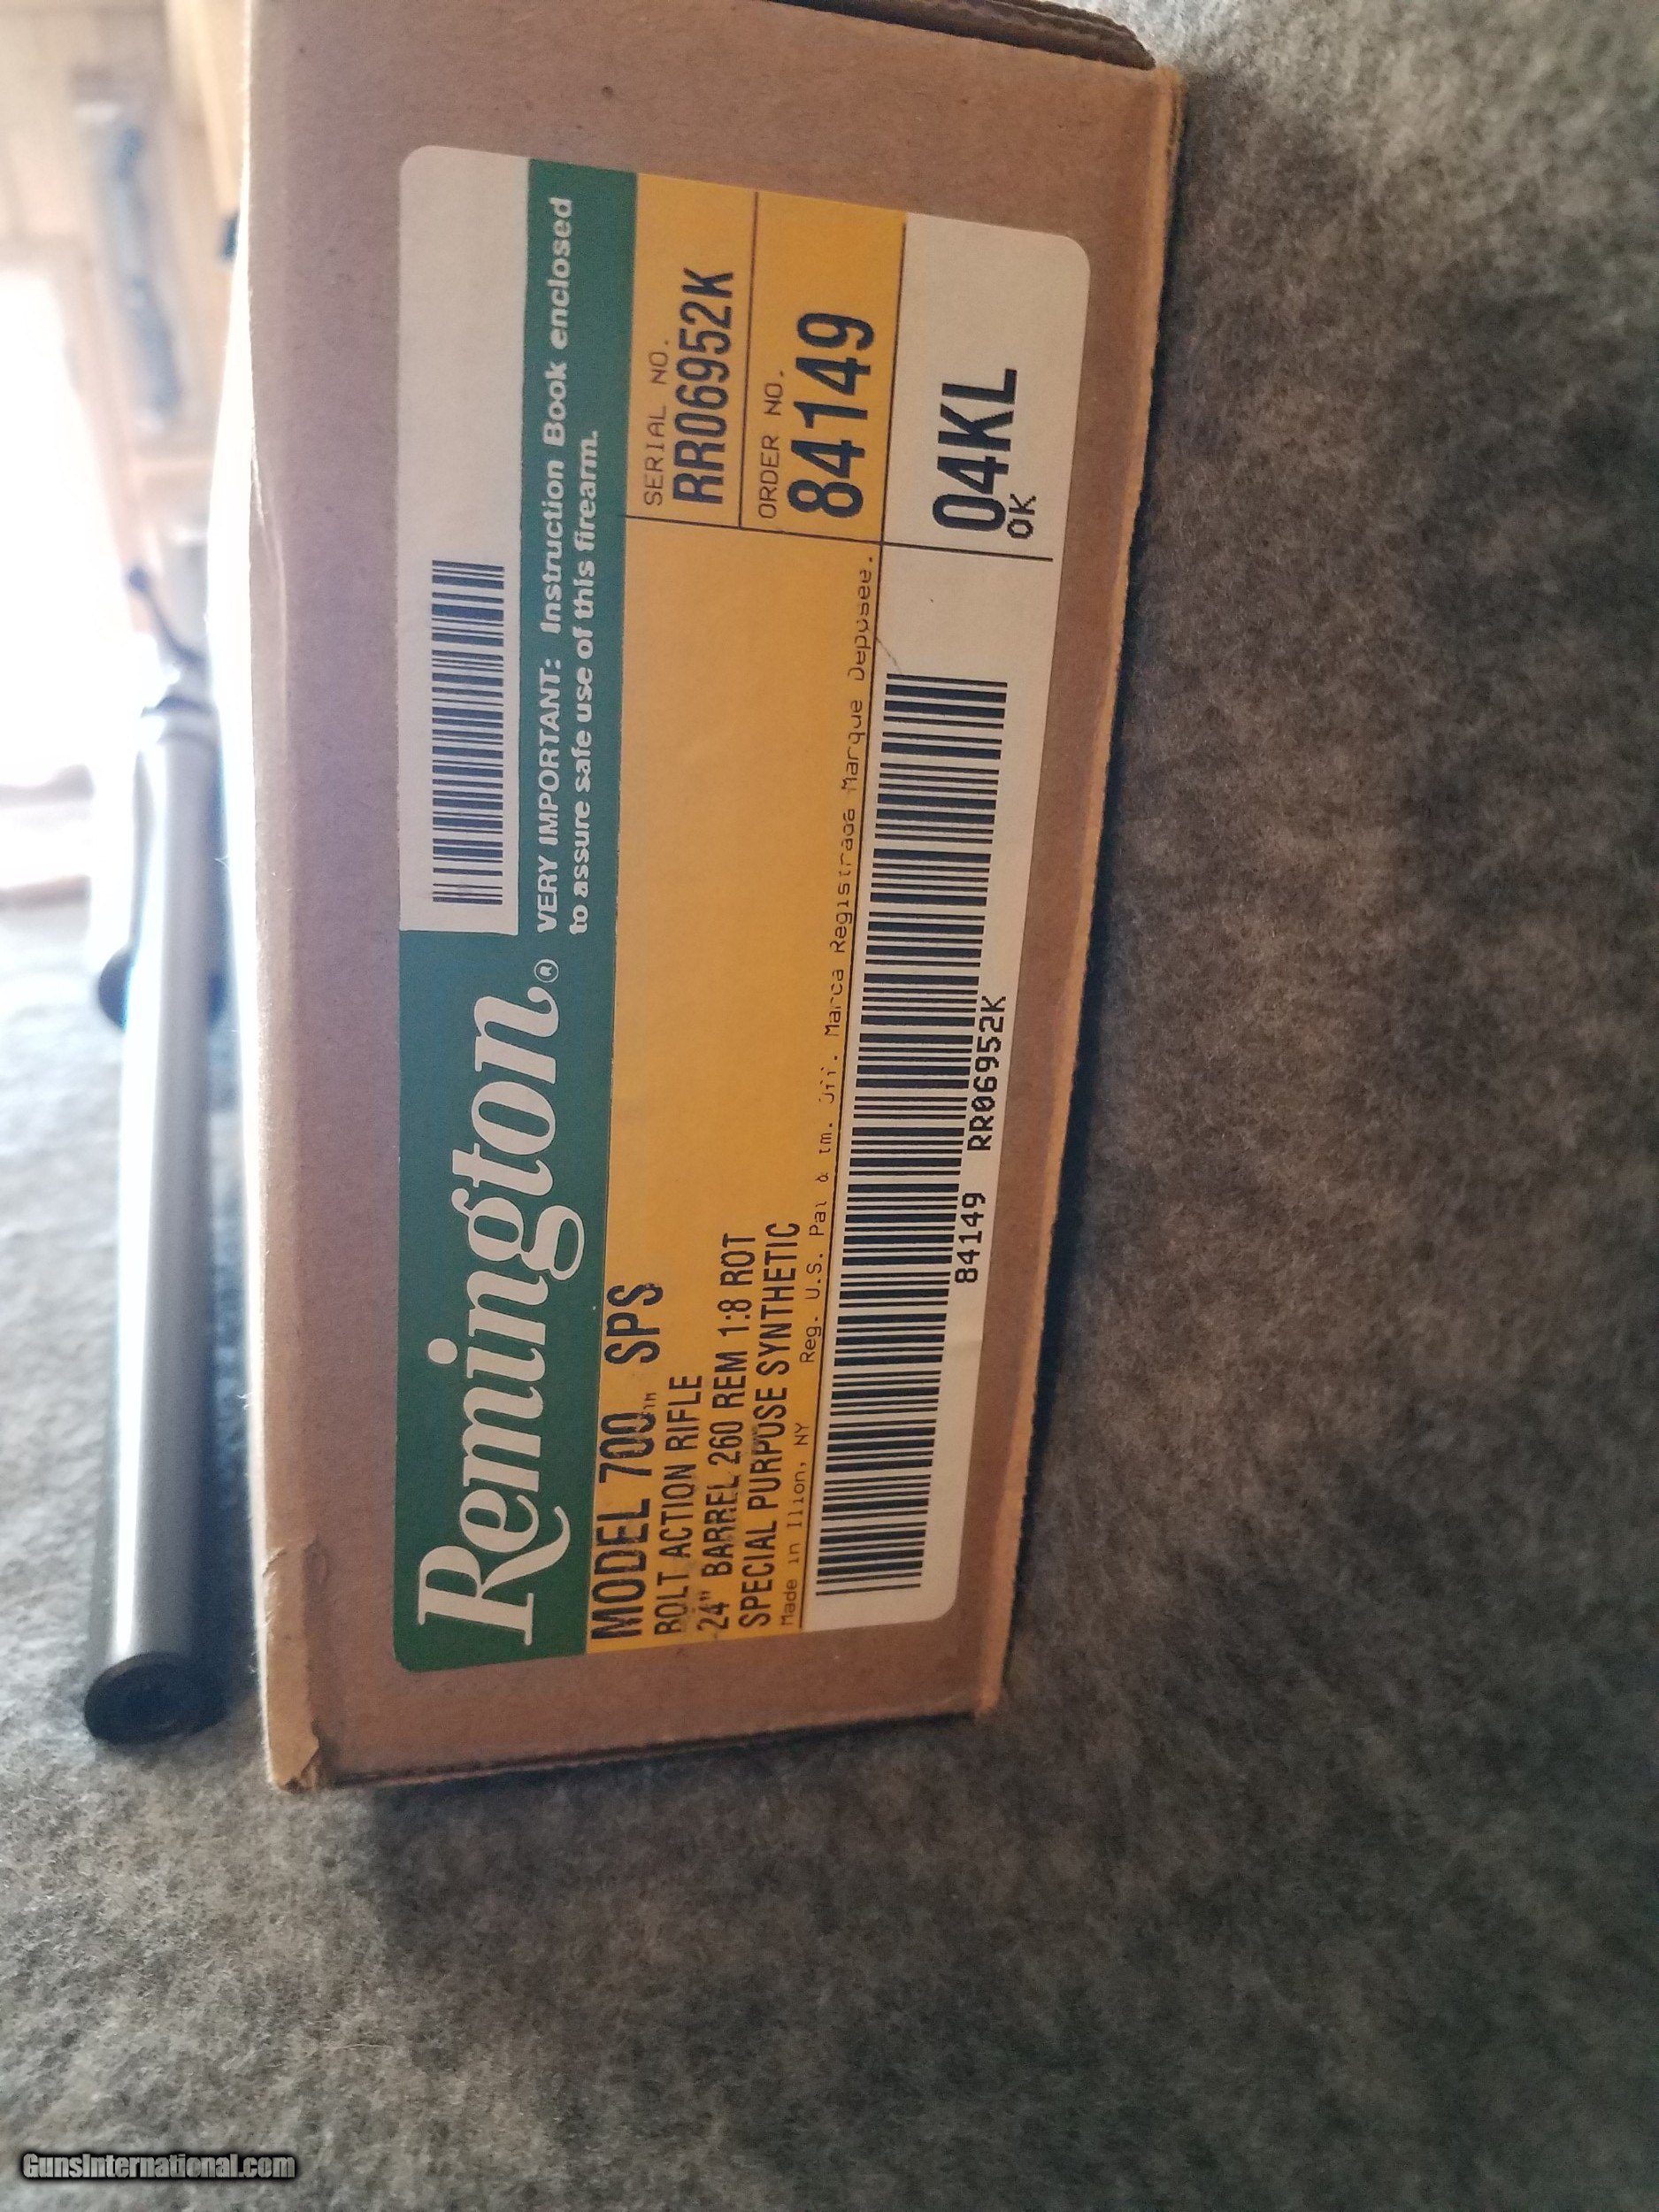 Remington®
VERY IMPORTANT: Instruction Book enclosed
to assure safe use of this firearm.
MODEL 700™ SPS
BOLT ACTION RIFLE
24" BARREL 260 REM 1:8 ROT
SPECIAL PURPOSE SYNTHETIC
Made in Ilion, NY Reg. U.S. Pat & tm. Off. Marca Registrada Marque Deposee.
SERIAL NO.
RR06952K
ORDER NO.
84149
04KL
OK
84149 RR06952K
GunsInternational.com